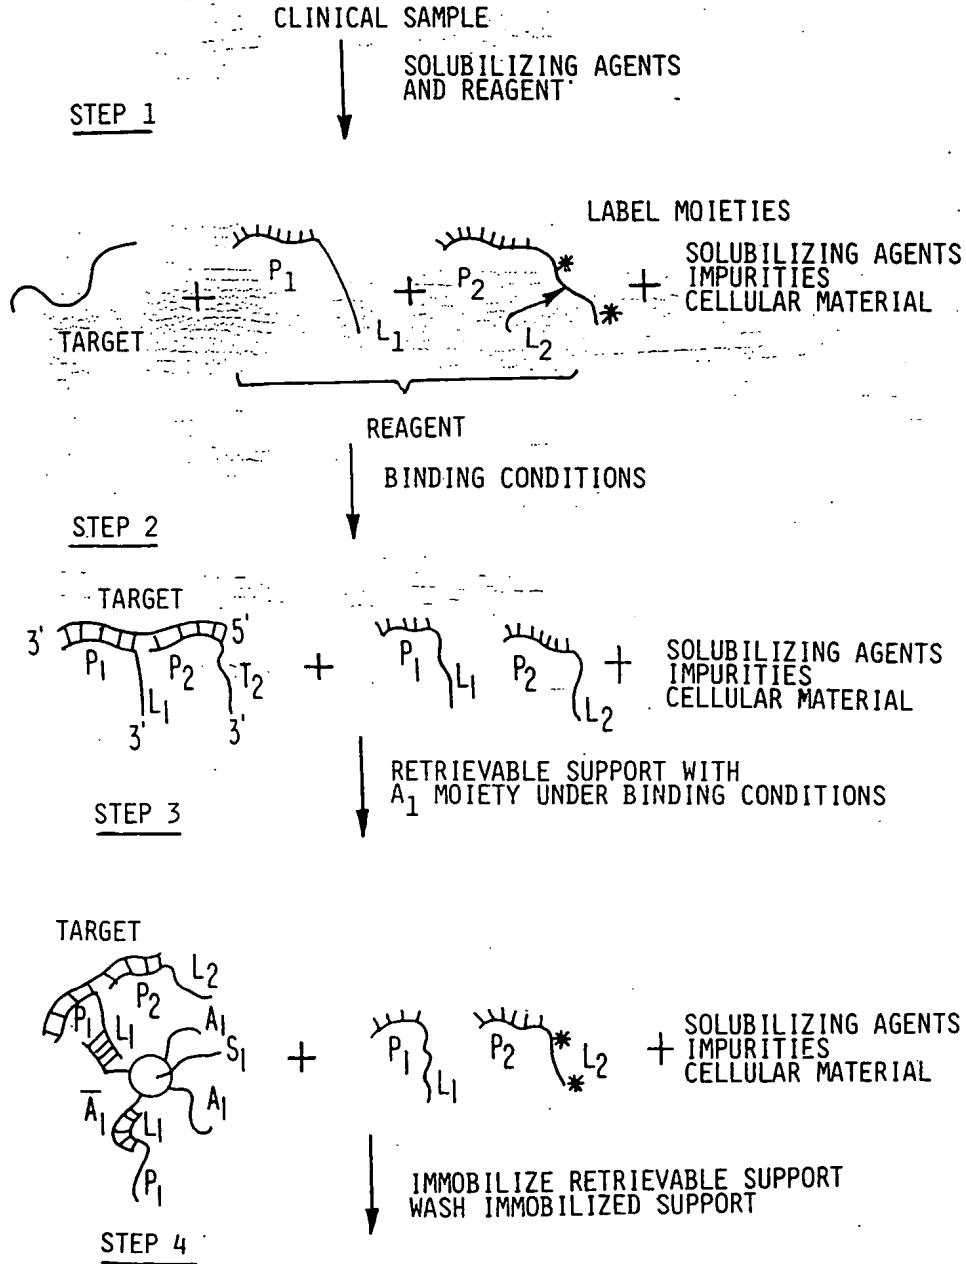 CLINICAL SAMPLE
SOLUBILIZING AGENTS
AND REAGENT
STEP 1
LABEL MOIETIES
P1
+
L1
+
P2
*
*
L2
+
SOLUBILIZING AGENTS
IMPURITIES
CELLULAR MATERIAL
TARGET
REAGENT
BINDING CONDITIONS
STEP 2
TARGET
3'
5'
P1
L1
P2
T2
3'
3'
+
P1
L1
P2
L2
+
SOLUBILIZING AGENTS
IMPURITIES
CELLULAR MATERIAL
RETRIEVABLE SUPPORT WITH
A1 MOIETY UNDER BINDING CONDITIONS
STEP 3
TARGET
L2
P2
P1
L1
A1
S1
A1
A̅1
L1
P1
+
P1
L1
P2
*
*
L2
+
SOLUBILIZING AGENTS
IMPURITIES
CELLULAR MATERIAL
IMMOBILIZE RETRIEVABLE SUPPORT
WASH IMMOBILIZED SUPPORT
STEP 4